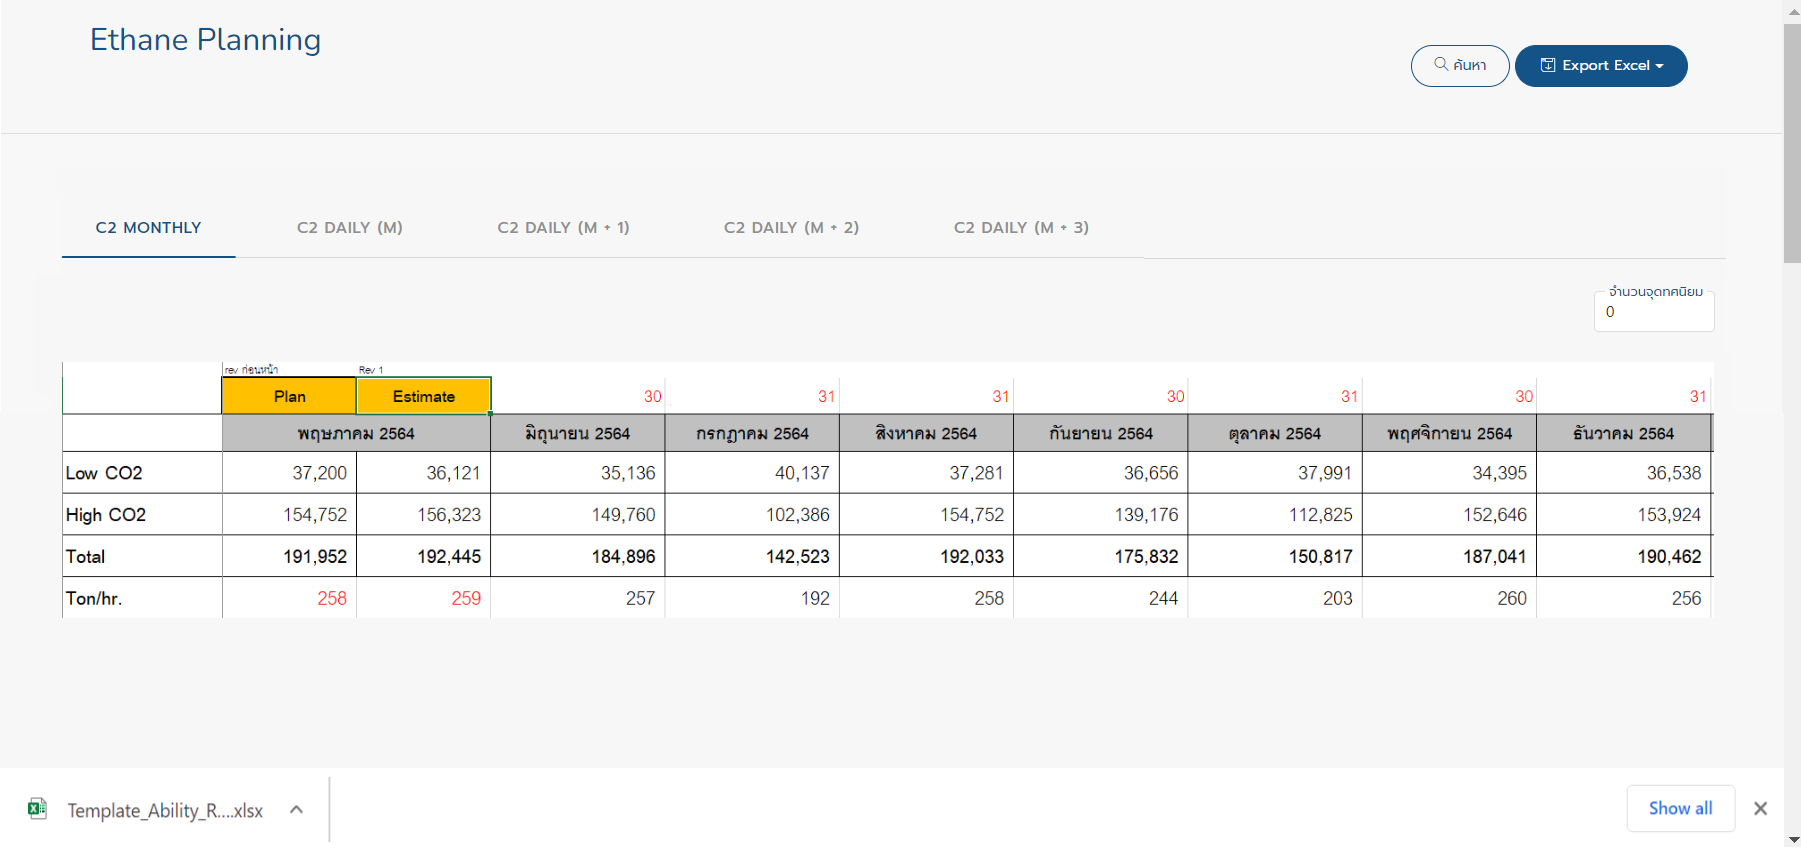 Ethane Planning
ค้นหา Export Excel
C2 MONTHLY C2 DAILY (M) C2 DAILY (M + 1) C2 DAILY (M + 2) C2 DAILY (M + 3)
จำนวนจุดทศนิยม
0
rev ก่อนหน้า Rev 1
Plan Estimate 30 31 31 30 31 30 31
พฤษภาคม 2564 มิถุนายน 2564 กรกฎาคม 2564 สิงหาคม 2564 กันยายน 2564 ตุลาคม 2564 พฤศจิกายน 2564 ธันวาคม 2564
Low CO2 37,200 36,121 35,136 40,137 37,281 36,656 37,991 34,395 36,538
High CO2 154,752 156,323 149,760 102,386 154,752 139,176 112,825 152,646 153,924
Total 191,952 192,445 184,896 142,523 192,033 175,832 150,817 187,041 190,462
Ton/hr. 258 259 257 192 258 244 203 260 256
Template_Ability_R....xlsx Show all